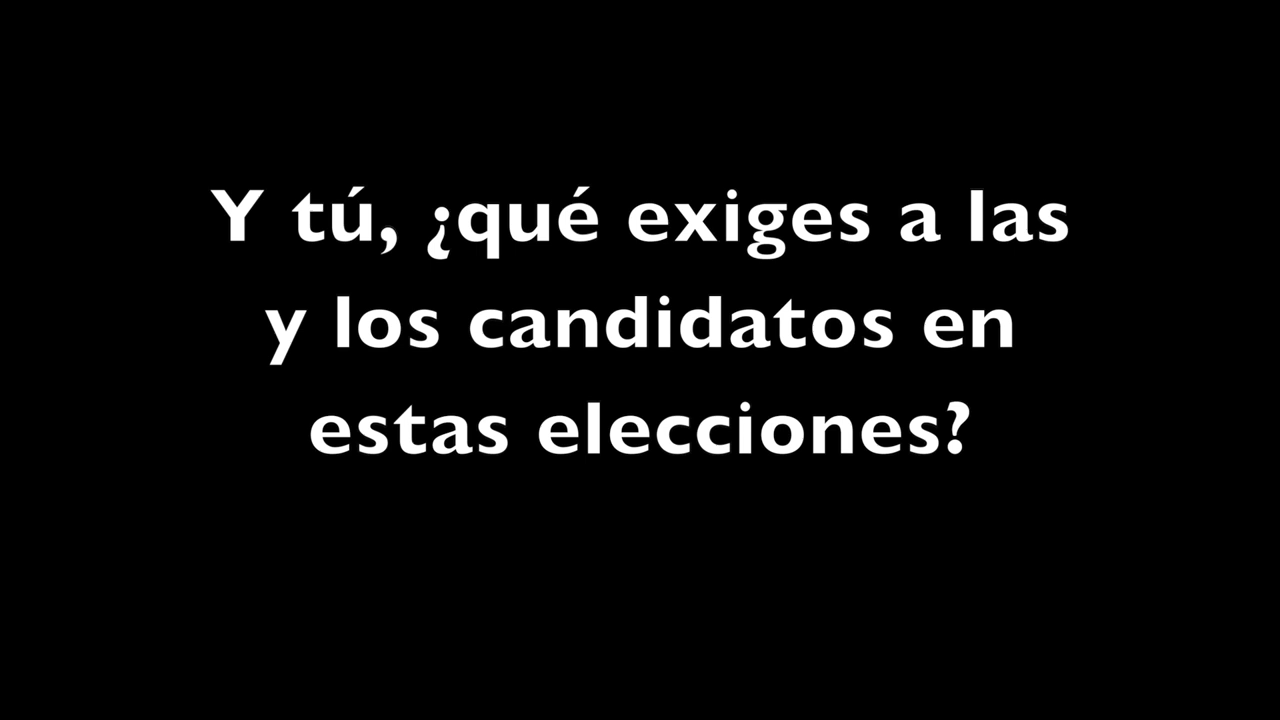 Y tú, ¿qué exiges a las
y los candidatos en
estas elecciones?